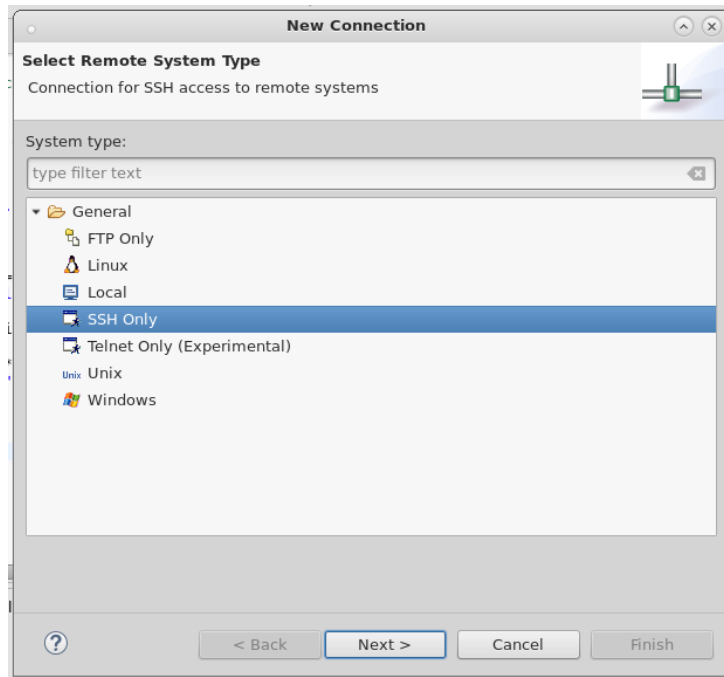 New Connection
Select Remote System Type
Connection for SSH access to remote systems
System type:
type filter text
General
FTP Only
Linux
Local
SSH Only
Telnet Only (Experimental)
Unix Unix
Windows
< Back
Next >
Cancel
Finish